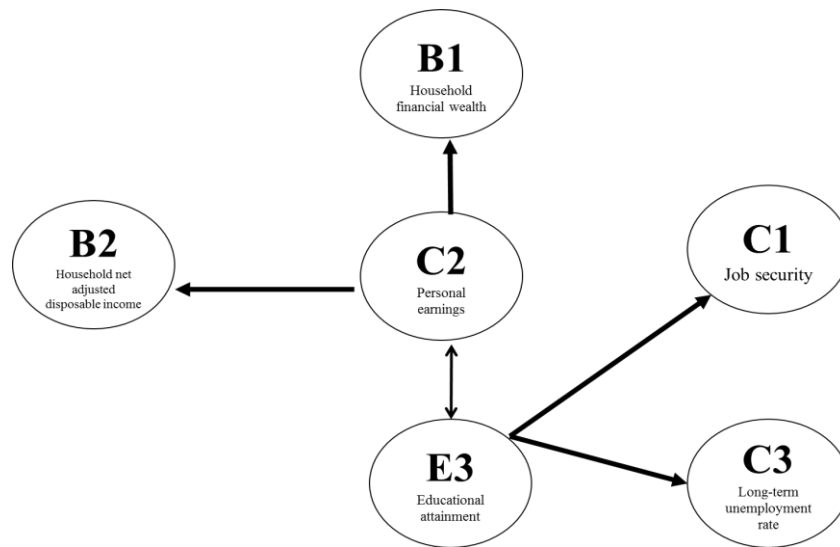 B1
Household
financial wealth
B2
Household net
adjusted
disposable income
C2
Personal
earnings
C1
Job security
E3
Educational
attainment
C3
Long-term
unemployment
rate